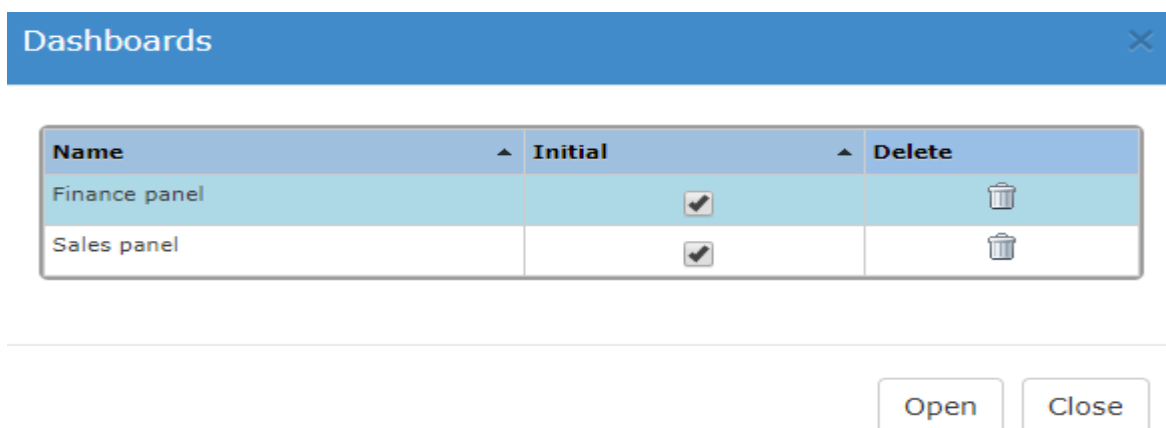 Dashboards
Name Initial Delete
Finance panel
Sales panel
Open Close